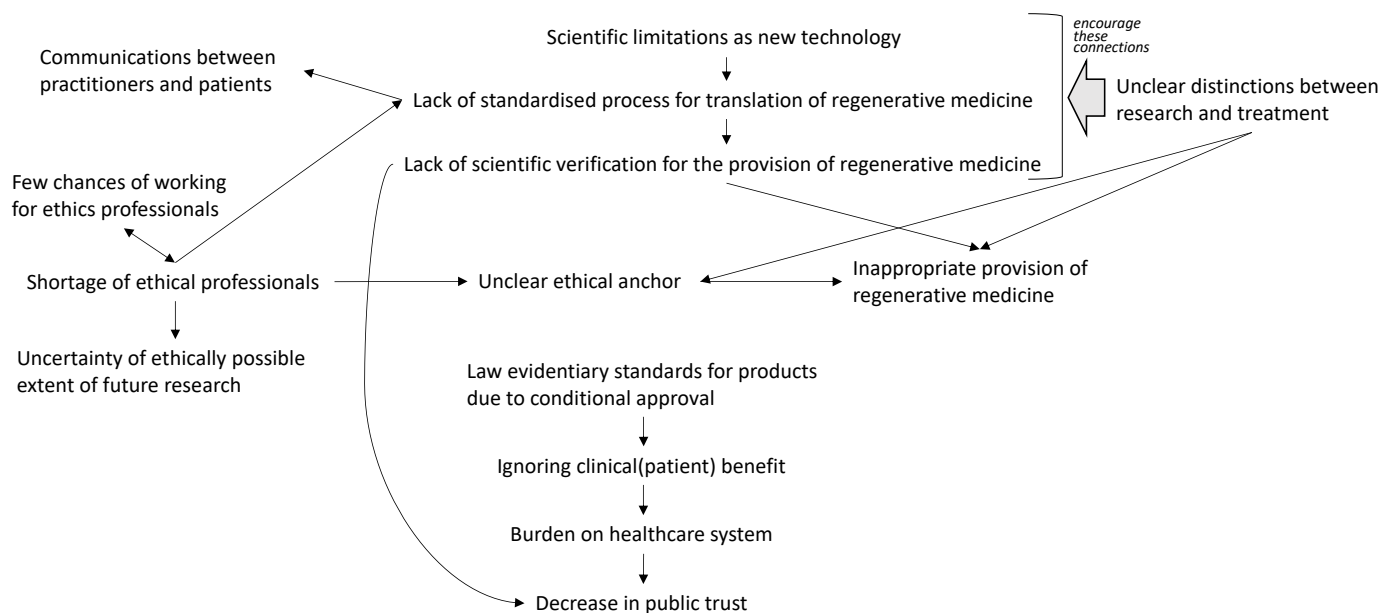 Scientific limitations as new technology
encourage
these
connections
Communications between
practitioners and patients
Lack of standardised process for translation of regenerative medicine
Unclear distinctions between
research and treatment
Lack of scientific verification for the provision of regenerative medicine
Few chances of working
for ethics professionals
Shortage of ethical professionals
Unclear ethical anchor
Inappropriate provision of
regenerative medicine
Uncertainty of ethically possible
extent of future research
Law evidentiary standards for products
due to conditional approval
Ignoring clinical(patient) benefit
Burden on healthcare system
Decrease in public trust